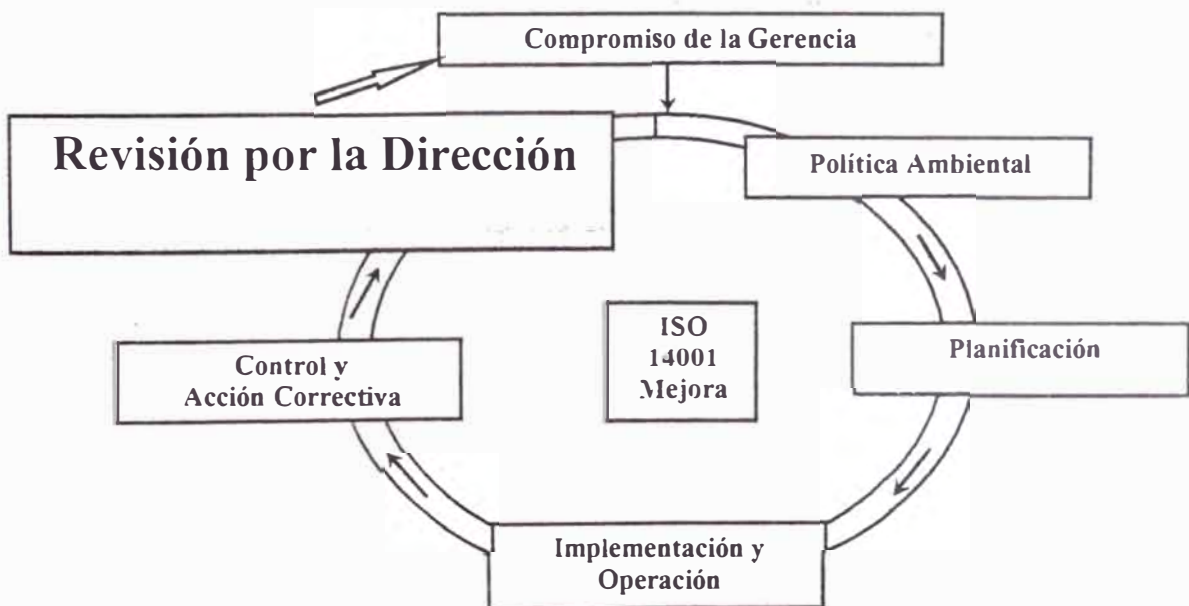 Compromiso de la Gerencia
Revisión por la Dirección
Política Ambiental
ISO
14001
Mejora
Planificación
Control y
Acción Correctiva
Implementación y
Operación